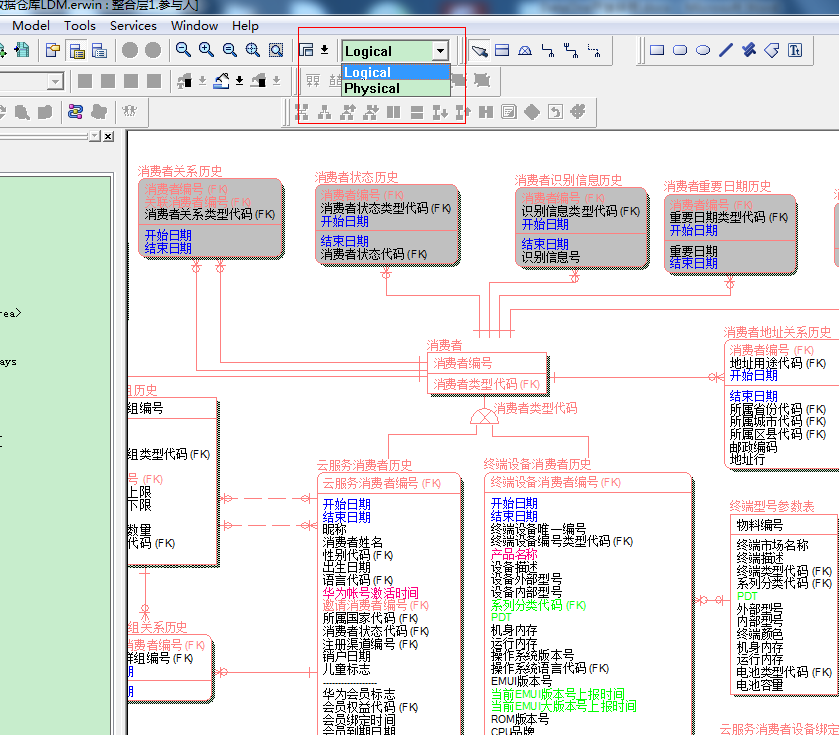 数据仓库LDM.erwin : 整合层1.参与人]
Model Tools Services Window Help
Logical
Logical
Physical
rea>
ays
消费者关系历史
消费者编号 (FK)
关联消费者编号 (FK)
消费者关系类型代码 (FK)
开始日期
结束日期
消费者状态历史
消费者编号 (FK)
消费者状态类型代码 (FK)
开始日期
结束日期
消费者状态代码 (FK)
消费者识别信息历史
消费者编号 (FK)
识别信息类型代码 (FK)
开始日期
结束日期
识别信息号
消费者重要日期历史
消费者编号 (FK)
重要日期类型代码 (FK)
开始日期
重要日期
结束日期
消费者
消费者编号
消费者类型代码 (FK)
消费者类型代码
消费者地址关系历史
消费者编号 (FK)
地址用途代码 (FK)
开始日期
结束日期
所属省份代码 (FK)
所属城市代码 (FK)
所属区县代码 (FK)
邮政编码
地址行
组历史
组编号
组类型代码 (FK)
号 (FK)
上限
下限
数量
代码 (FK)
组关系历史
消费者编号 (FK)
群组编号 (FK)
期
期
云服务消费者历史
云服务消费者编号 (FK)
开始日期
结束日期
昵称
消费者姓名
性别代码 (FK)
出生日期
语言代码 (FK)
华为帐号激活时间
邀请消费者编号 (FK)
所属国家代码 (FK)
消费者状态代码 (FK)
注册渠道编号 (FK)
销户日期
儿童标志
--------------
华为会员标志
会员权益代码 (FK)
会员绑定时间
会员到期日期
终端设备消费者历史
终端设备消费者编号 (FK)
开始日期
结束日期
终端设备唯一编号
终端设备编号类型代码 (FK)
产品名称
设备描述
设备外部型号
设备内部型号
系列分类代码 (FK)
PDT
机身内存
运行内存
操作系统版本号
操作系统语言代码 (FK)
EMUI版本号
当前EMUI版本号上报时间
当前EMUI大版本号上报时间
ROM版本号
CPU品牌
终端型号参数表
物料编号
终端市场名称
终端描述
终端类型代码 (FK)
系列分类代码 (FK)
PDT
外部型号
内部型号
终端颜色
机身内存
运行内存
电池类型代码 (FK)
电池容量
云服务消费者设备绑定